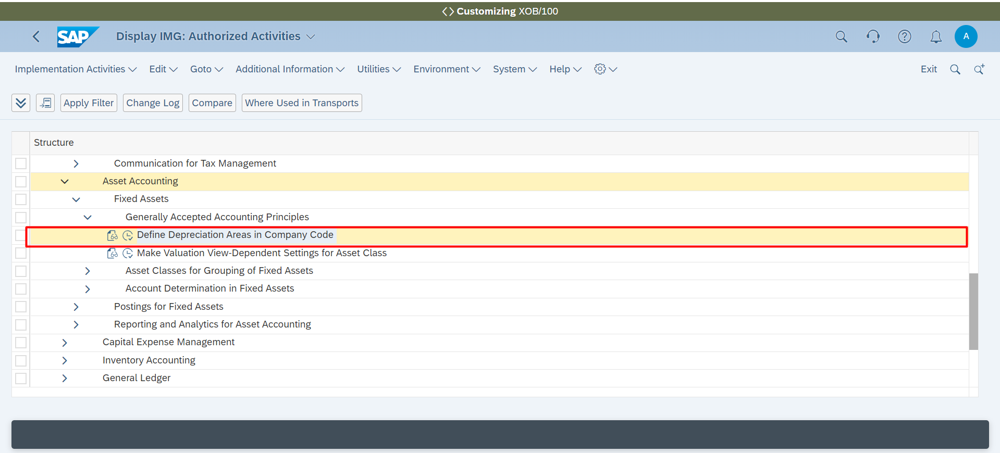 Customizing XOB/100
SAP Display IMG: Authorized Activities A
Implementation Activities Edit Goto Additional Information Utilities Environment System Help Exit
Apply Filter Change Log Compare Where Used in Transports
Structure
Communication for Tax Management
Asset Accounting
Fixed Assets
Generally Accepted Accounting Principles
Define Depreciation Areas in Company Code
Make Valuation View-Dependent Settings for Asset Class
Asset Classes for Grouping of Fixed Assets
Account Determination in Fixed Assets
Postings for Fixed Assets
Reporting and Analytics for Asset Accounting
Capital Expense Management
Inventory Accounting
General Ledger